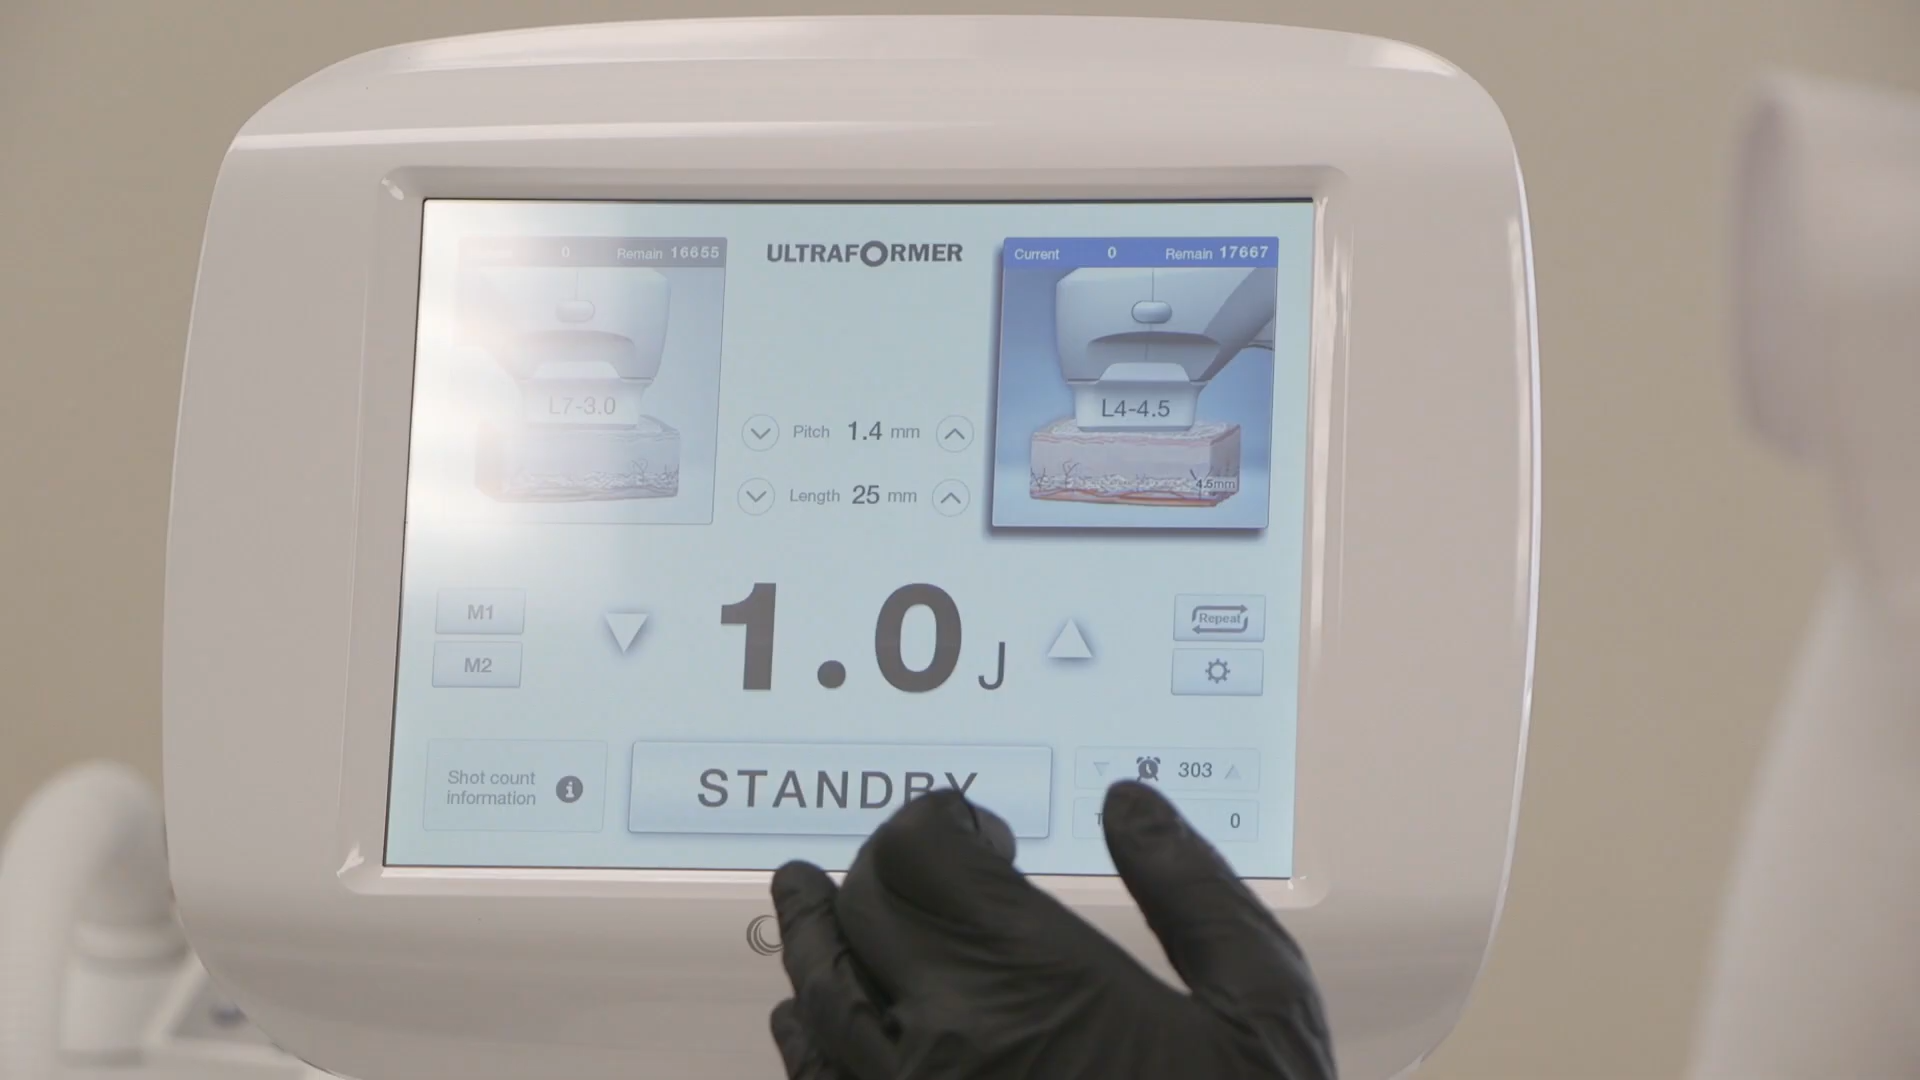 0 Remain 16655
ULTRAFORMER
Current 0 Remain 17667
L7-3.0
L4-4.5
4.5mm
Pitch 1.4 mm
Length 25 mm
M1
M2
1.0 J
Repeat
Shot count
information
STANDBY
303
0